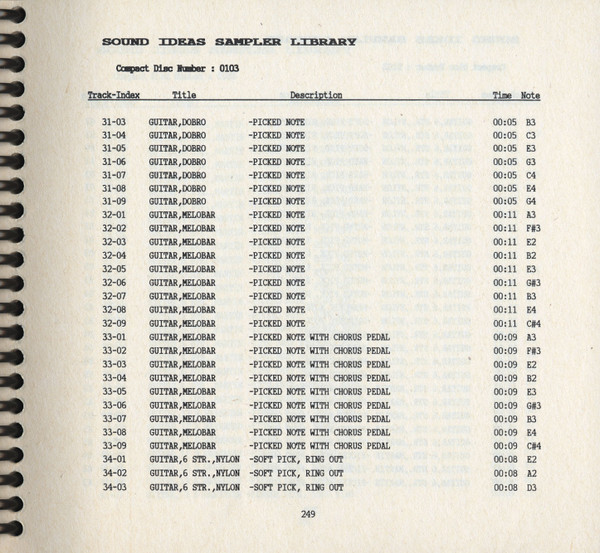 SOUND IDEAS SAMPLER LIBRARY
Compact Disc Number : 0103
Track-Index Title Description Time Note
31-03 GUITAR,DOBRO -PICKED NOTE 00:05 B3
31-04 GUITAR,DOBRO -PICKED NOTE 00:05 C3
31-05 GUITAR,DOBRO -PICKED NOTE 00:05 E3
31-06 GUITAR,DOBRO -PICKED NOTE 00:05 G3
31-07 GUITAR,DOBRO -PICKED NOTE 00:05 C4
31-08 GUITAR,DOBRO -PICKED NOTE 00:05 E4
31-09 GUITAR,DOBRO -PICKED NOTE 00:05 G4
32-01 GUITAR,MELOBAR -PICKED NOTE 00:11 A3
32-02 GUITAR,MELOBAR -PICKED NOTE 00:11 F#3
32-03 GUITAR,MELOBAR -PICKED NOTE 00:11 E2
32-04 GUITAR,MELOBAR -PICKED NOTE 00:11 B2
32-05 GUITAR,MELOBAR -PICKED NOTE 00:11 E3
32-06 GUITAR,MELOBAR -PICKED NOTE 00:11 G#3
32-07 GUITAR,MELOBAR -PICKED NOTE 00:11 B3
32-08 GUITAR,MELOBAR -PICKED NOTE 00:11 E4
32-09 GUITAR,MELOBAR -PICKED NOTE 00:11 C#4
33-01 GUITAR,MELOBAR -PICKED NOTE WITH CHORUS PEDAL 00:09 A3
33-02 GUITAR,MELOBAR -PICKED NOTE WITH CHORUS PEDAL 00:09 F#3
33-03 GUITAR,MELOBAR -PICKED NOTE WITH CHORUS PEDAL 00:09 E2
33-04 GUITAR,MELOBAR -PICKED NOTE WITH CHORUS PEDAL 00:09 B2
33-05 GUITAR,MELOBAR -PICKED NOTE WITH CHORUS PEDAL 00:09 E3
33-06 GUITAR,MELOBAR -PICKED NOTE WITH CHORUS PEDAL 00:09 G#3
33-07 GUITAR,MELOBAR -PICKED NOTE WITH CHORUS PEDAL 00:09 B3
33-08 GUITAR,MELOBAR -PICKED NOTE WITH CHORUS PEDAL 00:09 E4
33-09 GUITAR,MELOBAR -PICKED NOTE WITH CHORUS PEDAL 00:09 C#4
34-01 GUITAR,6 STR.,NYLON -SOFT PICK, RING OUT 00:08 E2
34-02 GUITAR,6 STR.,NYLON -SOFT PICK, RING OUT 00:08 A2
34-03 GUITAR,6 STR.,NYLON -SOFT PICK, RING OUT 00:08 D3
249